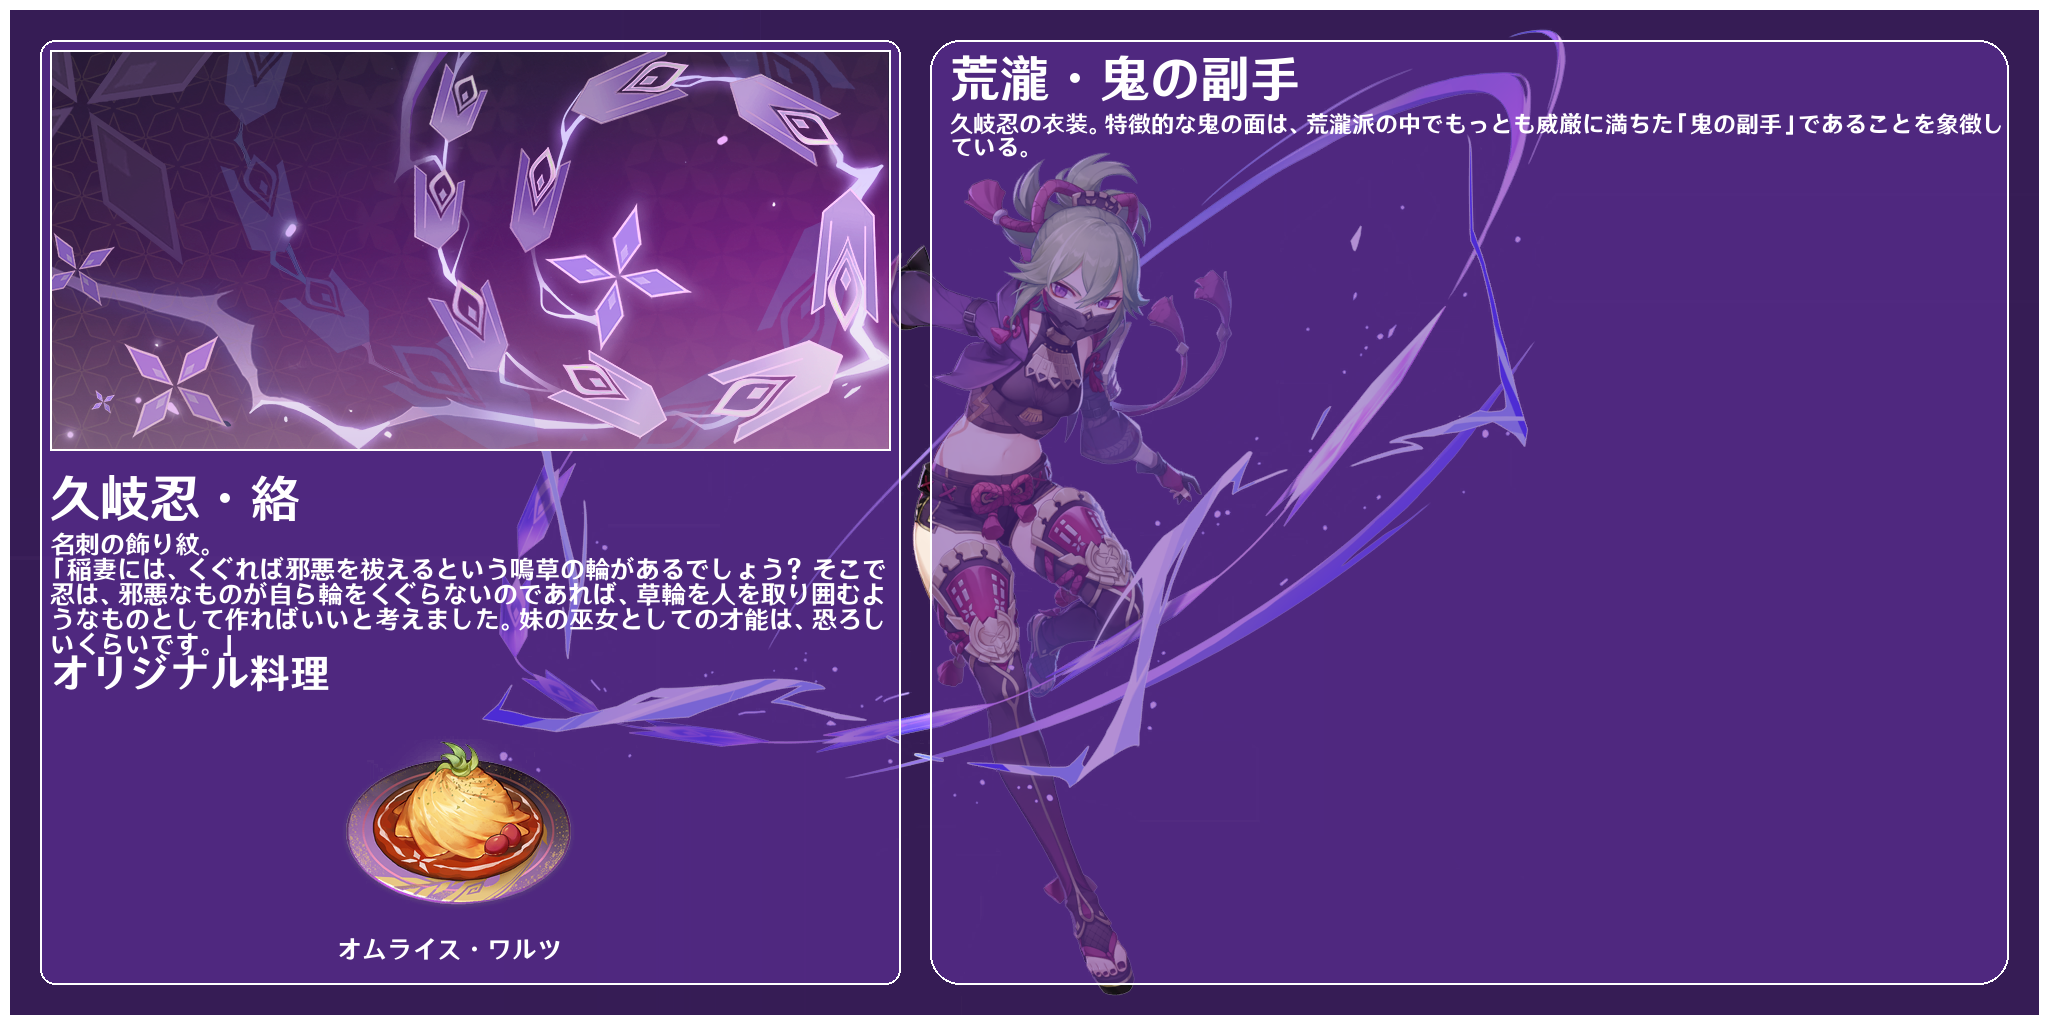 久岐忍・絡
名刺の飾り紋。
「稲妻には、くぐれば邪悪を祓えるという鳴草の輪があるでしょう？ そこで
忍は、邪悪なものが自ら輪をくぐらないのであれば、草輪を人を取り囲むよ
うなものとして作ればいいと考えました。妹の巫女としての才能は、恐ろし
いくらいです。」
オリジナル料理
オムライス・ワルツ
荒瀧・鬼の副手
久岐忍の衣装。特徴的な鬼の面は、荒瀧派の中でもっとも威厳に満ちた「鬼の副手」であることを象徴し
ている。